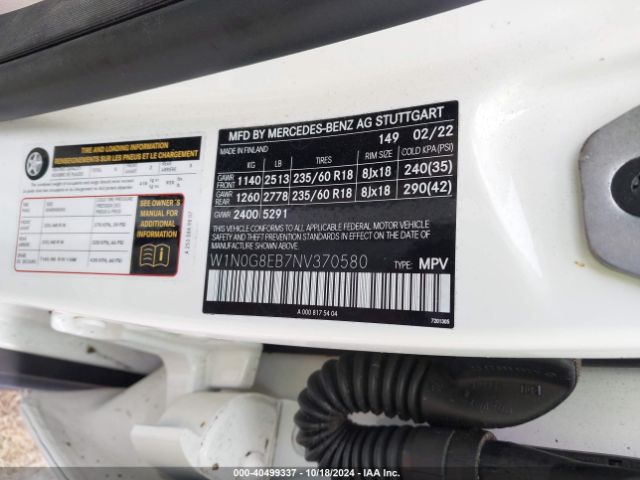 MFD BY MERCEDES-BENZ AG STUTTGART
MADE IN FINLAND 149 02/22
LB TIRES RIM SIZE COLD KPA(PSI)
GAWR FRONT 1140 2513 235/60 R18 8Jx18 240(35)
GAWR REAR 1260 2778 235/60 R18 8Jx18 290(42)
GVWR 2400 5291
THIS VEHICLE CONFORMS TO ALL APPLICABLE FEDERAL MOTOR VEHICLE
SAFETY AND THEFT PREVENTION STANDARDS IN EFFECT ON THE DATE OF
MANUFACTURE SHOWN ABOVE.
W1N0G8EB7NV370580 TYPE: MPV
A 000 817 54 04
7201305
TIRE AND LOADING INFORMATION
RENSEIGNEMENTS SUR LES PNEUS ET LE CHARGEMENT
SEE OWNER'S
MANUAL FOR
ADDITIONAL
INFORMATION
ID - 40499337 - 10/18/2024 - IAA Inc.